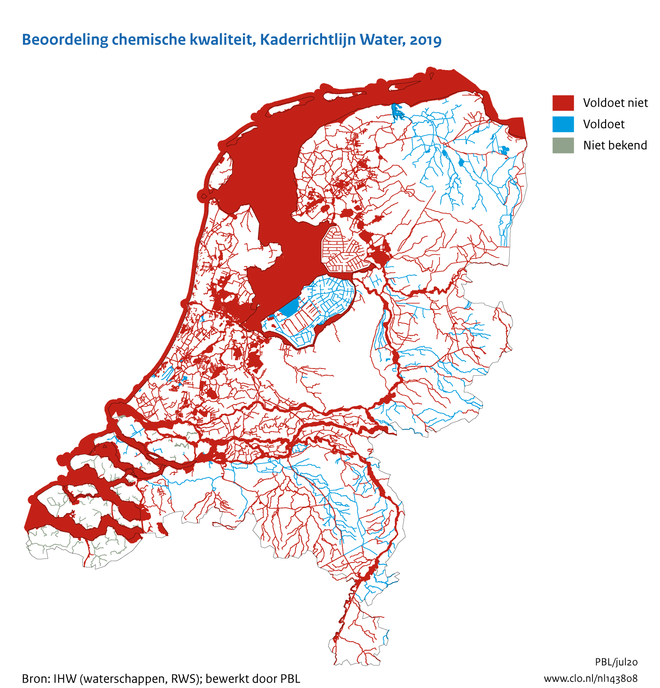 Beoordeling chemische kwaliteit, Kaderrichtlijn Water, 2019
Voldoet niet
Voldoet
Niet bekend
PBL/jul20
Bron: IHW (waterschappen, RWS); bewerkt door PBL
www.clo.nl/nl143808